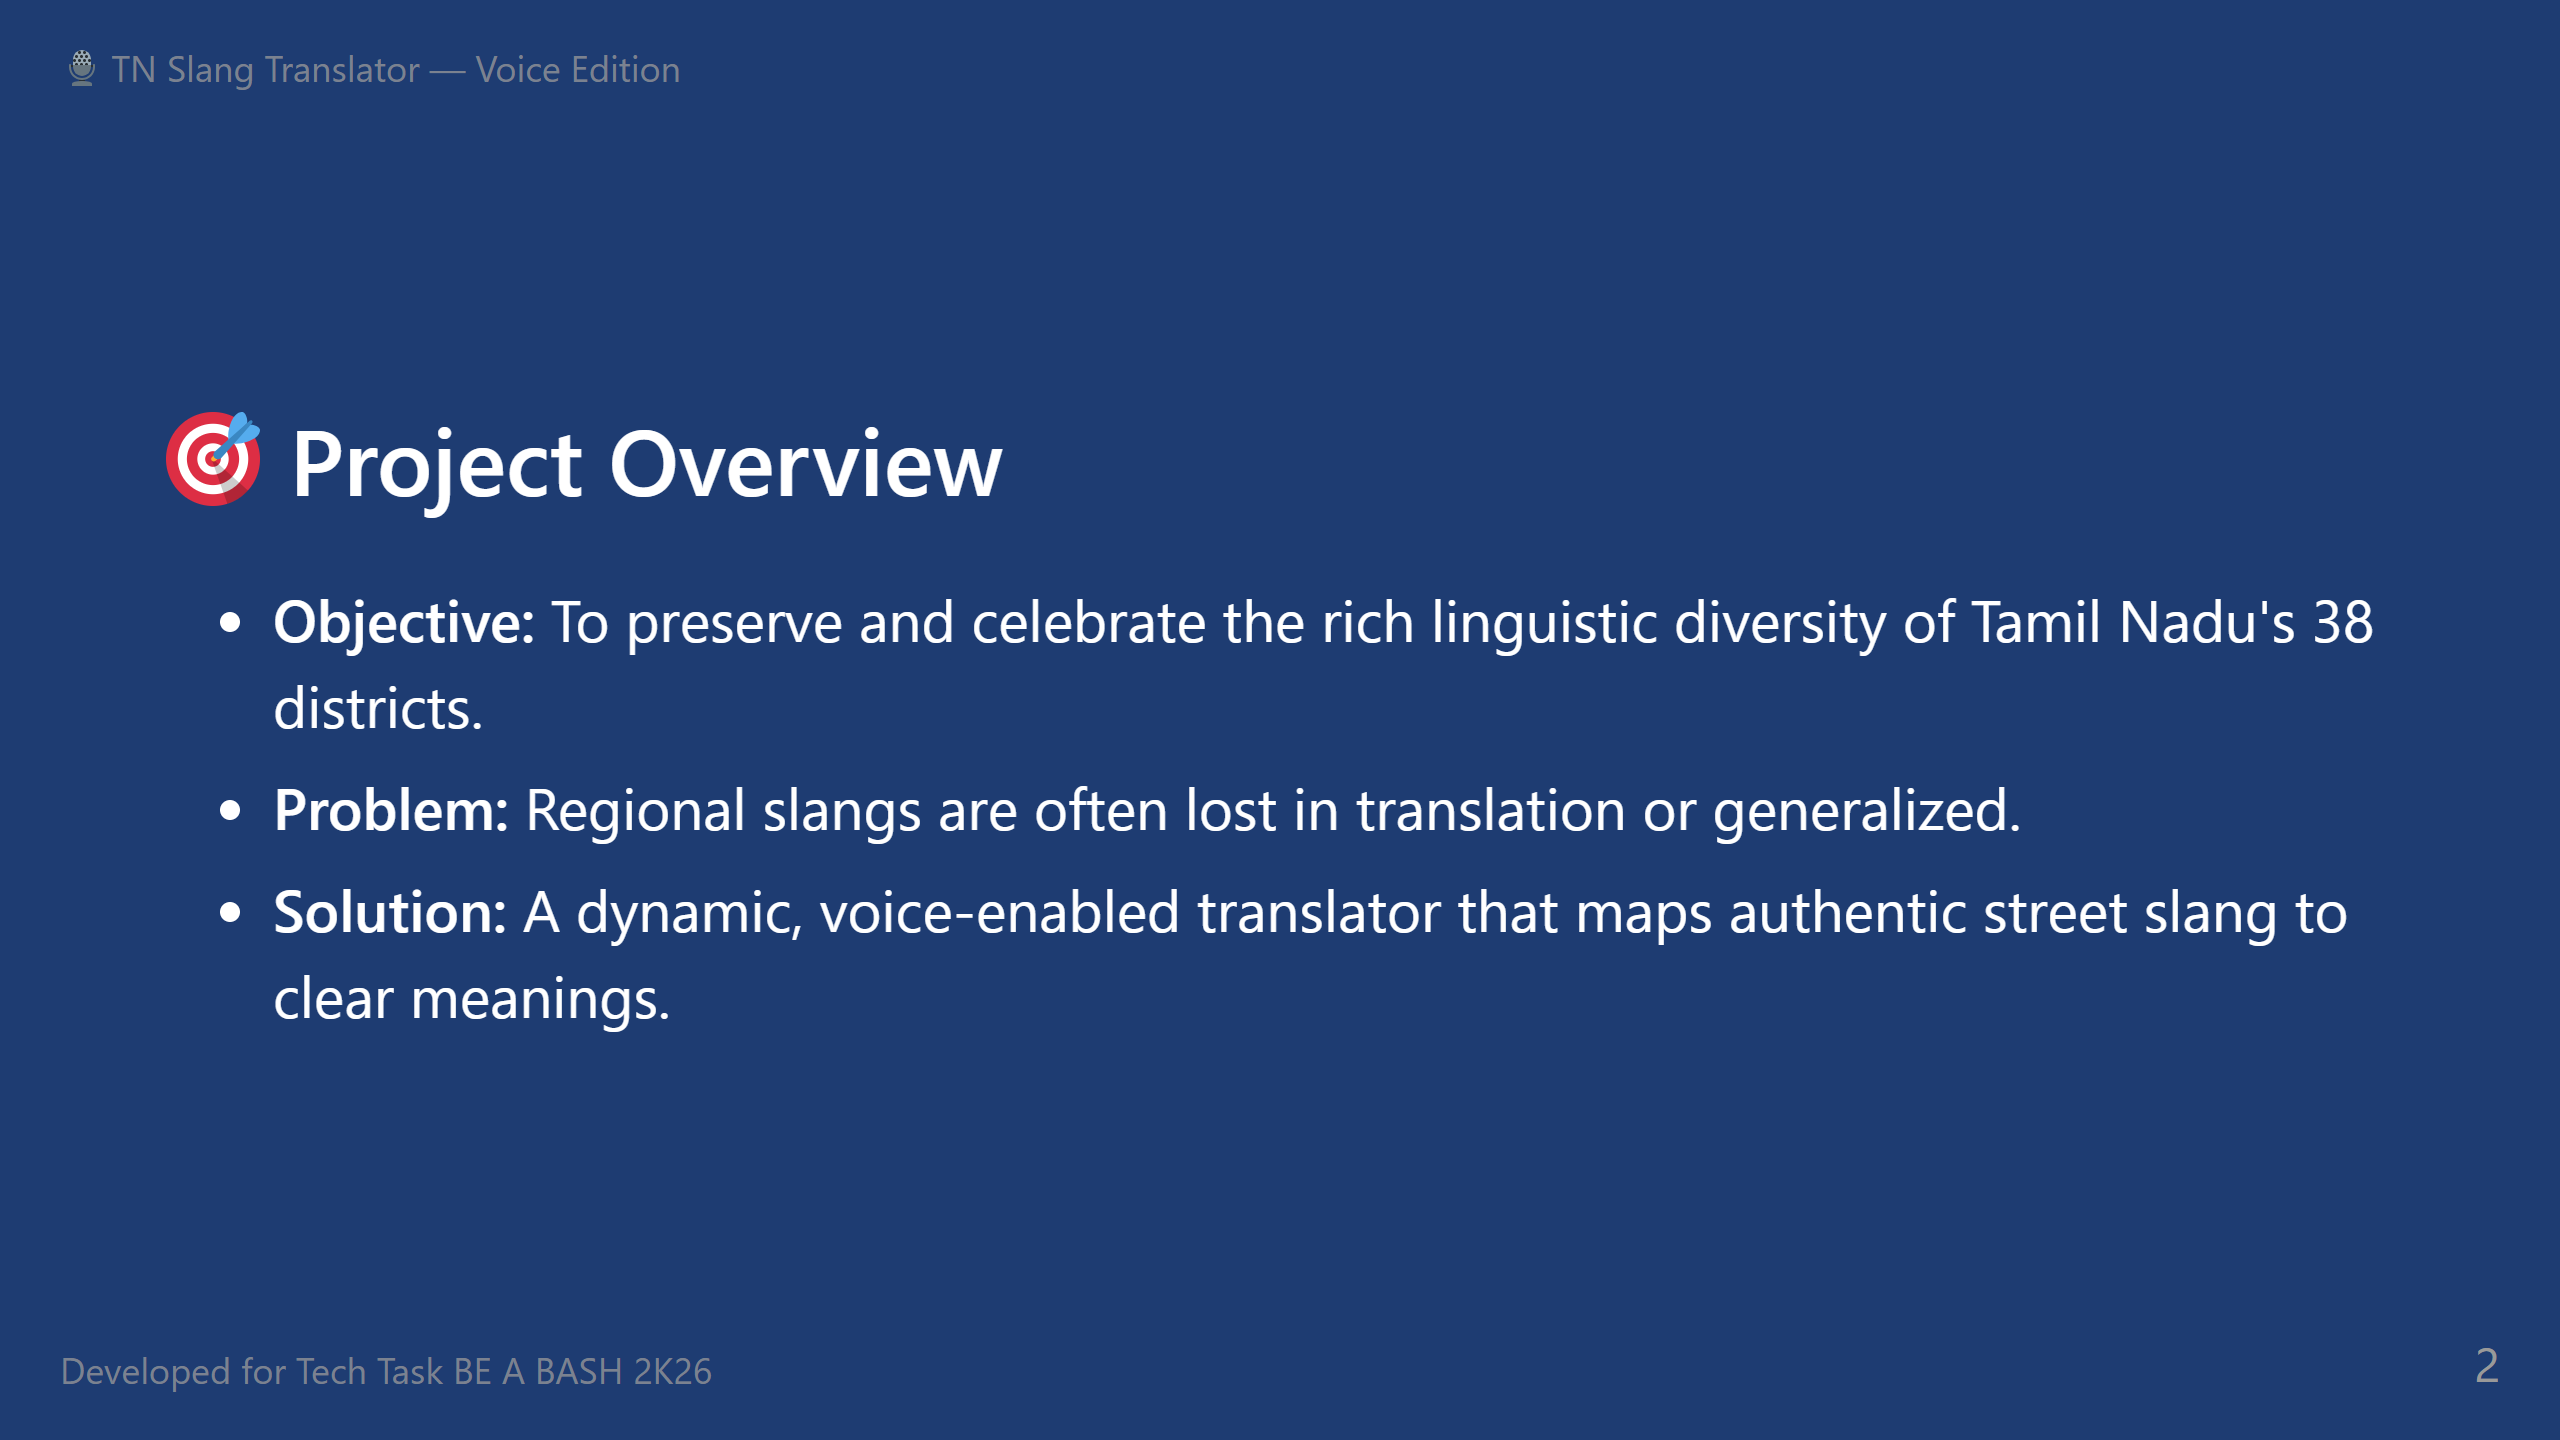 🎙️ TN Slang Translator — Voice Edition
🎯 Project Overview
• Objective: To preserve and celebrate the rich linguistic diversity of Tamil Nadu's 38
districts.
• Problem: Regional slangs are often lost in translation or generalized.
• Solution: A dynamic, voice-enabled translator that maps authentic street slang to
clear meanings.
Developed for Tech Task BE A BASH 2K26
2